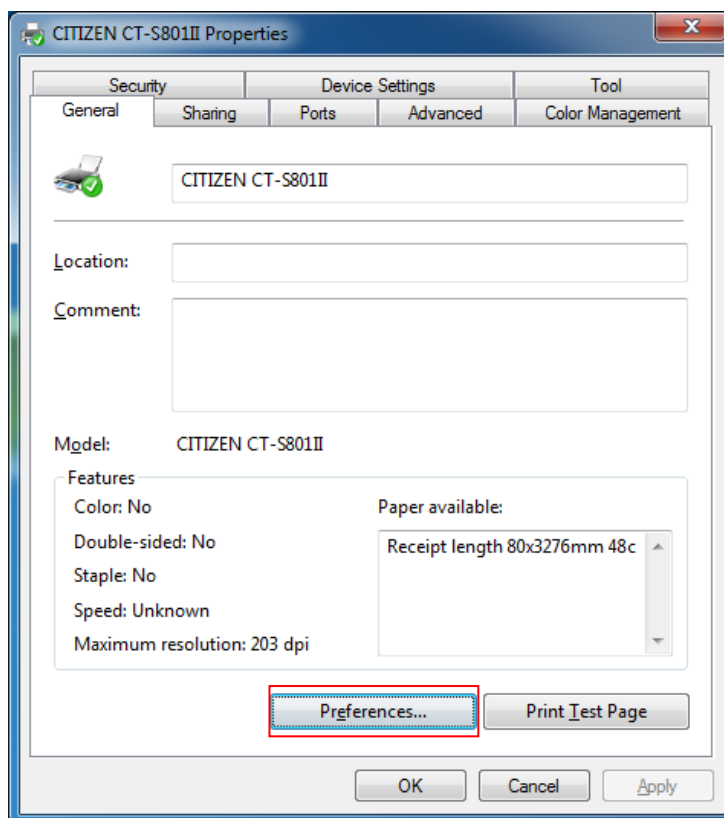 CITIZEN CT-S801II Properties
X
Security Device Settings Tool
General Sharing Ports Advanced Color Management
CITIZEN CT-S801II
Location:
Comment:
Model: CITIZEN CT-S801II
Features
Color: No Paper available:
Double-sided: No Receipt length 80x3276mm 48c
Staple: No
Speed: Unknown
Maximum resolution: 203 dpi
Preferences... Print Test Page
OK Cancel Apply